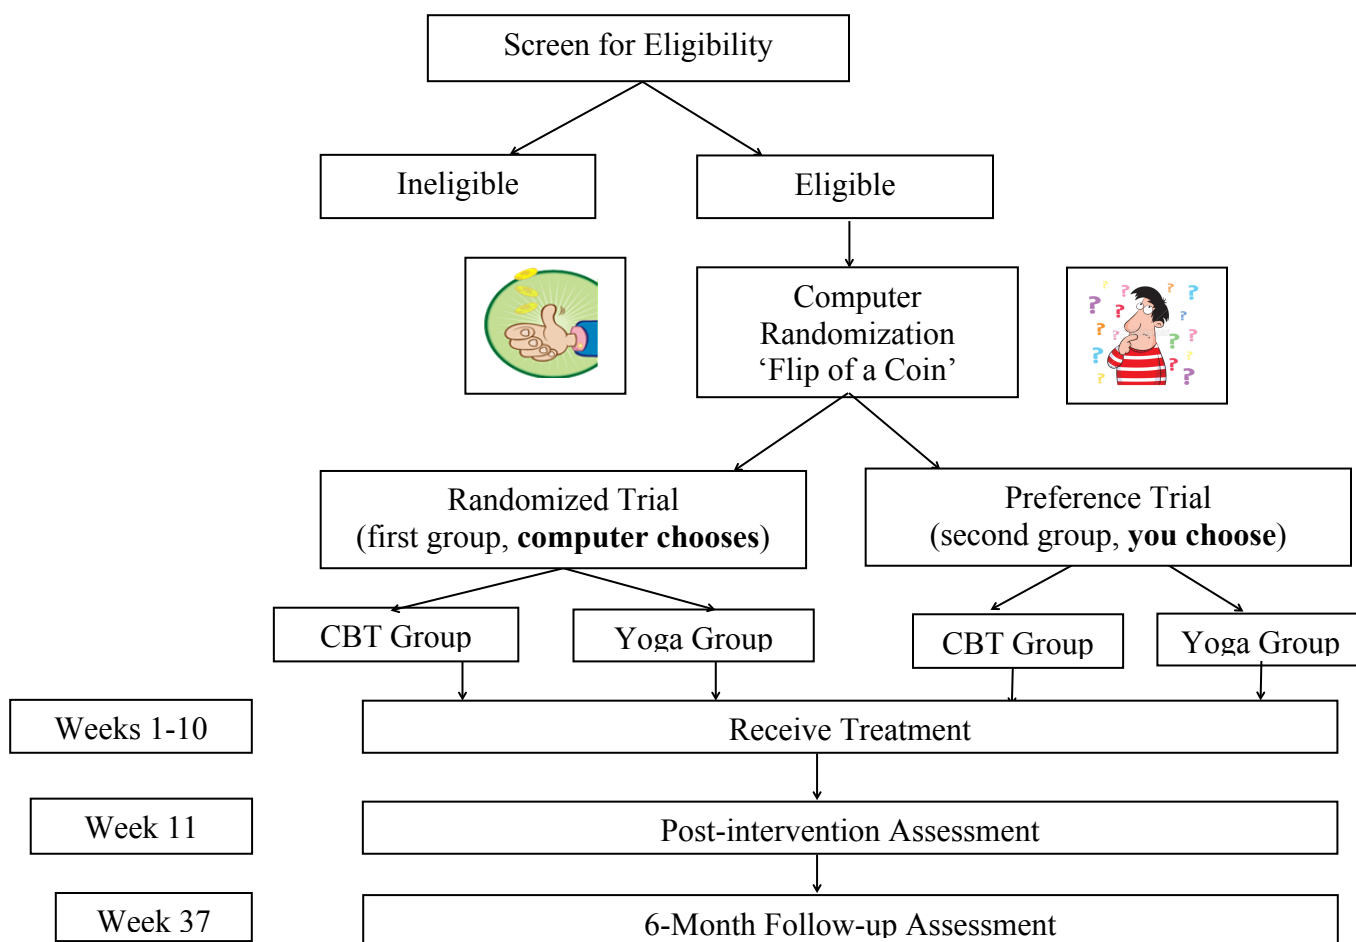 Screen for Eligibility
Ineligible
Eligible
Computer
Randomization
‘Flip of a Coin’
Randomized Trial
(first group, computer chooses)
Preference Trial
(second group, you choose)
CBT Group
Yoga Group
CBT Group
Yoga Group
Weeks 1-10
Receive Treatment
Week 11
Post-intervention Assessment
Week 37
6-Month Follow-up Assessment